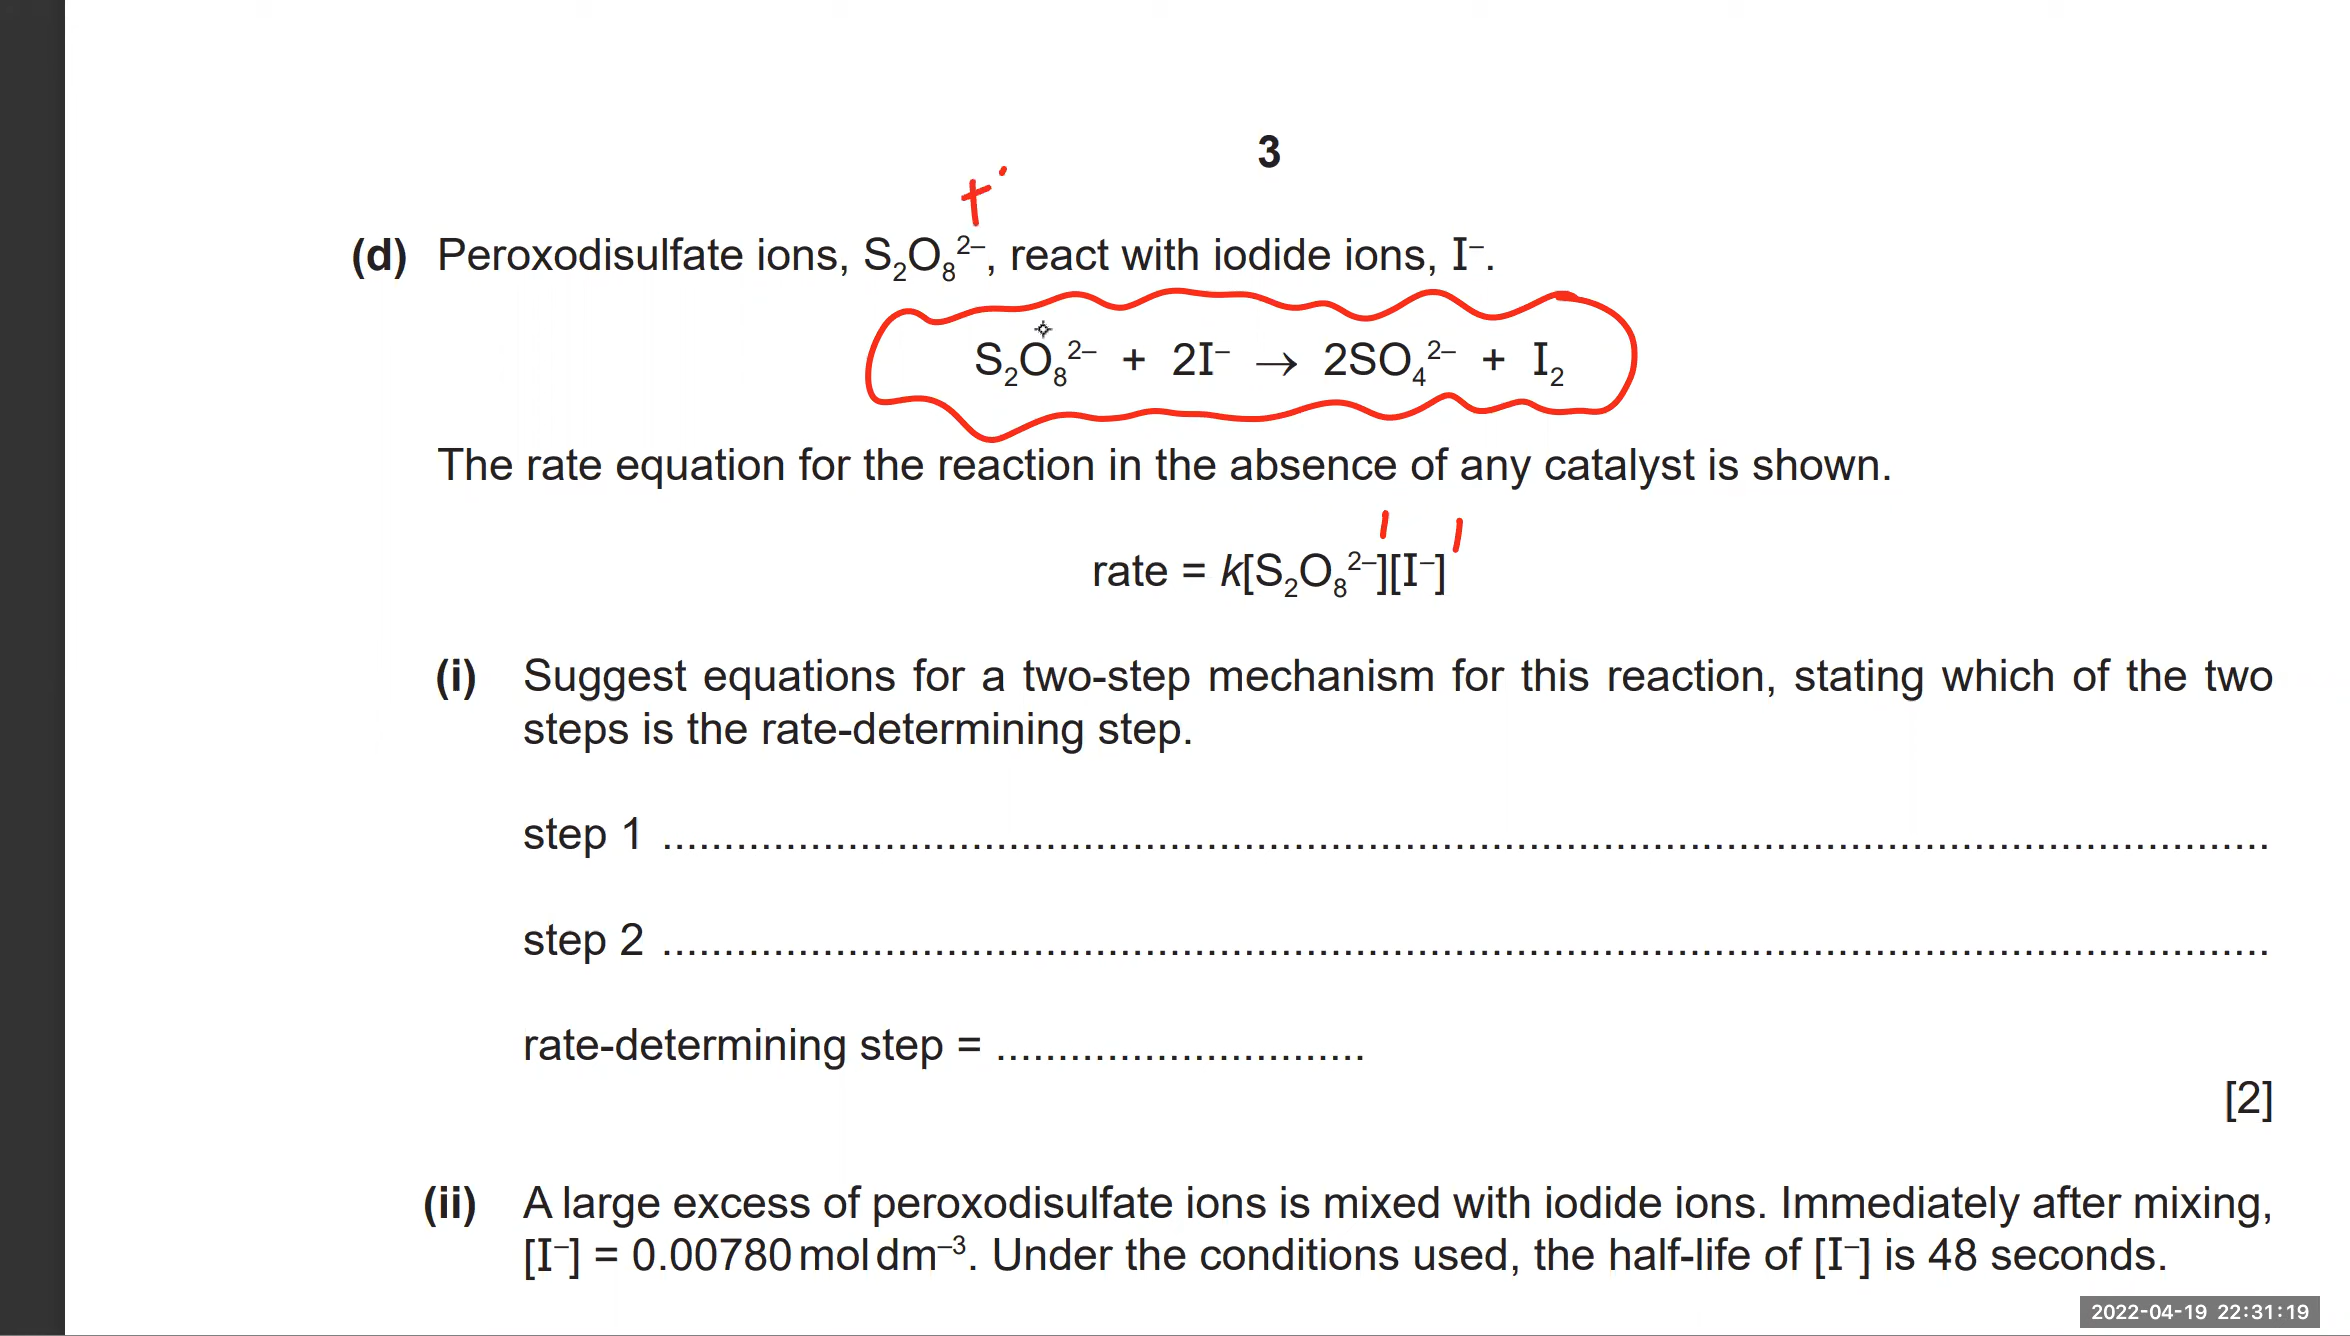 3
+
(d) Peroxodisulfate ions, S₂O₈²⁻, react with iodide ions, I⁻.
S₂O₈²⁻ + 2I⁻ → 2SO₄²⁻ + I₂
The rate equation for the reaction in the absence of any catalyst is shown.
rate = k[S₂O₈²⁻][I⁻]
(i) Suggest equations for a two-step mechanism for this reaction, stating which of the two
steps is the rate-determining step.
step 1 ........................................................................................................................
step 2 ........................................................................................................................
rate-determining step = ..............................
[2]
(ii) A large excess of peroxodisulfate ions is mixed with iodide ions. Immediately after mixing,
[I⁻] = 0.00780 mol dm⁻³. Under the conditions used, the half-life of [I⁻] is 48 seconds.
2022-04-19 22:31:19